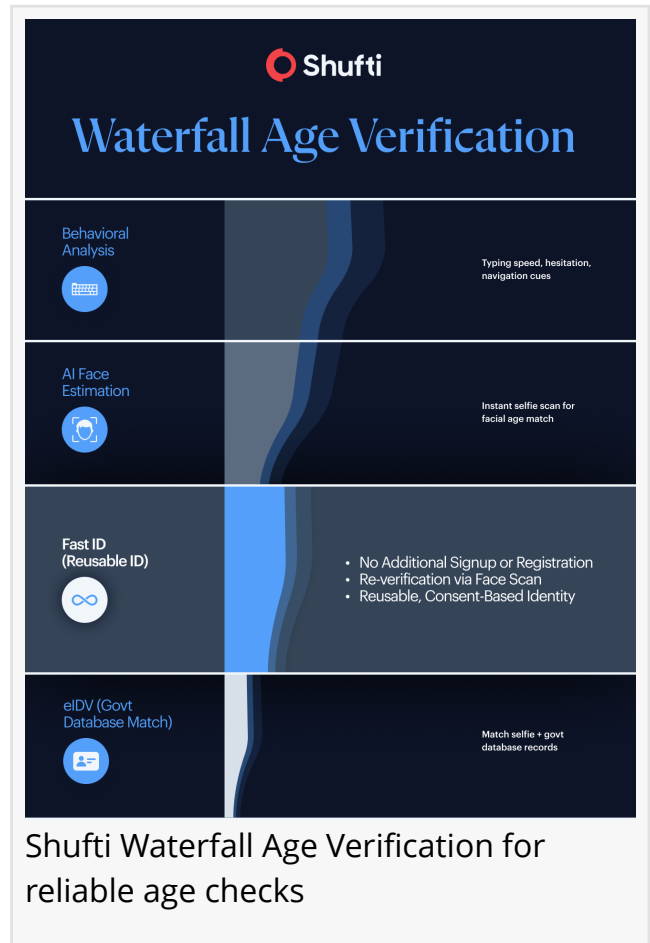 Shufti
Waterfall Age Verification
Behavioral
Analysis
Typing speed, hesitation,
navigation cues
AI Face
Estimation
Instant selfie scan for
facial age match
Fast ID
(Reusable ID)
• No Additional Signup or Registration
• Re-verification via Face Scan
• Reusable, Consent-Based Identity
eIDV (Govt
Database Match)
Match selfie + govt
database records
Shufti Waterfall Age Verification for
reliable age checks